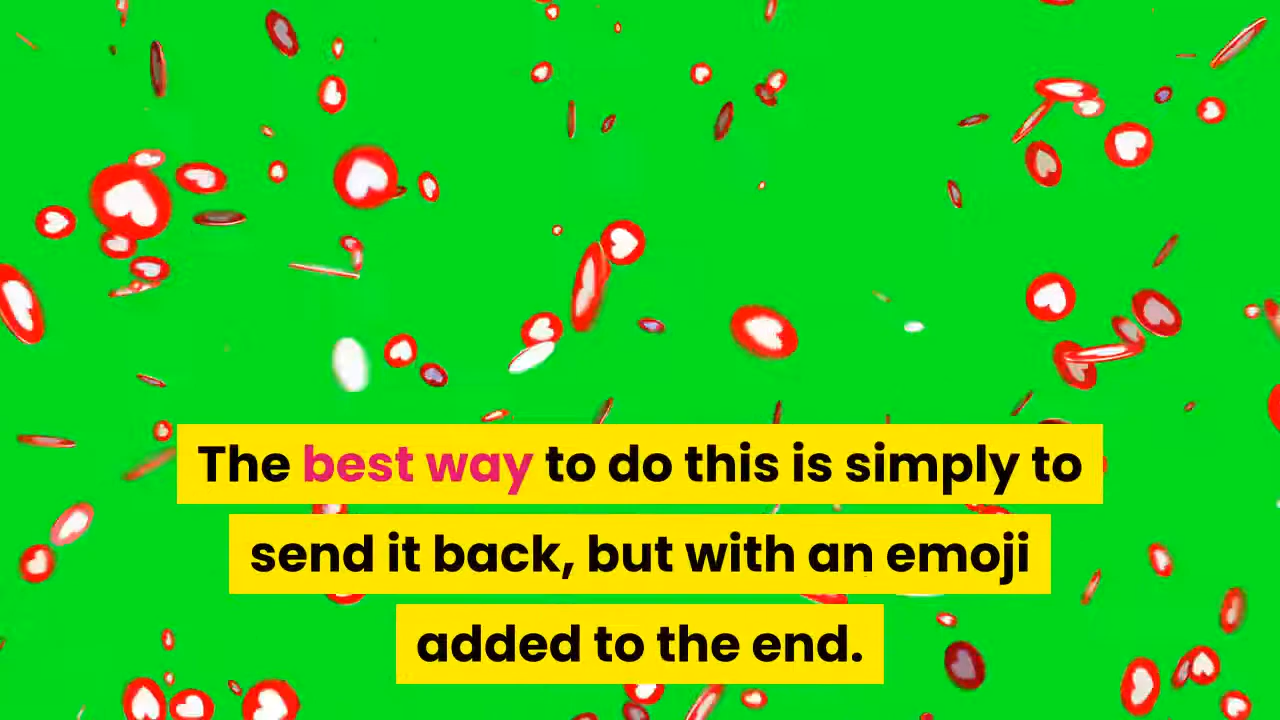 The best way to do this is simply to
send it back, but with an emoji
added to the end.